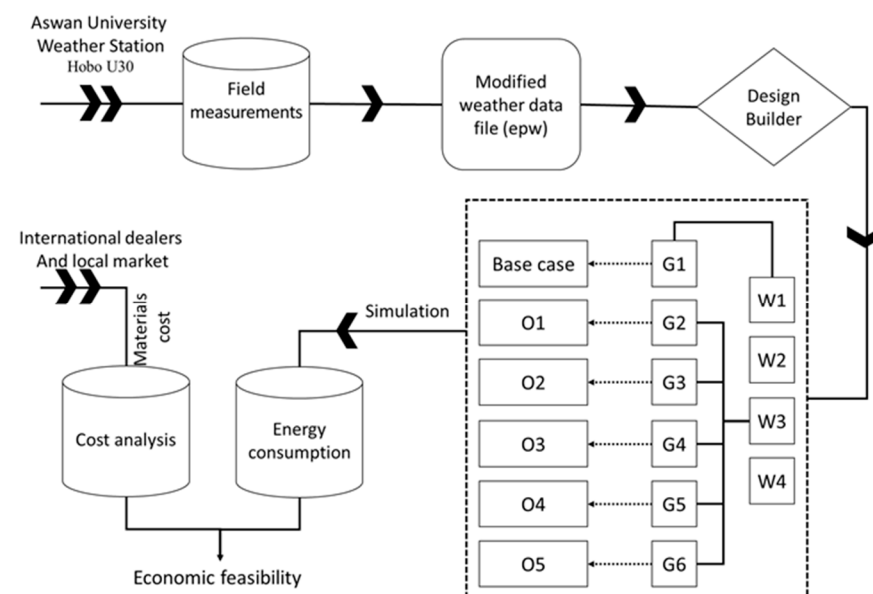 Aswan University
Weather Station
Hobo U30
Field
measurements
Modified
weather data
file (epw)
Design
Builder
International dealers
And local market
Materials
cost
Cost analysis
Energy
consumption
Economic feasibility
Simulation
Base case
G1
W1
O1
G2
W2
O2
G3
W3
O3
G4
W4
O4
G5
O5
G6